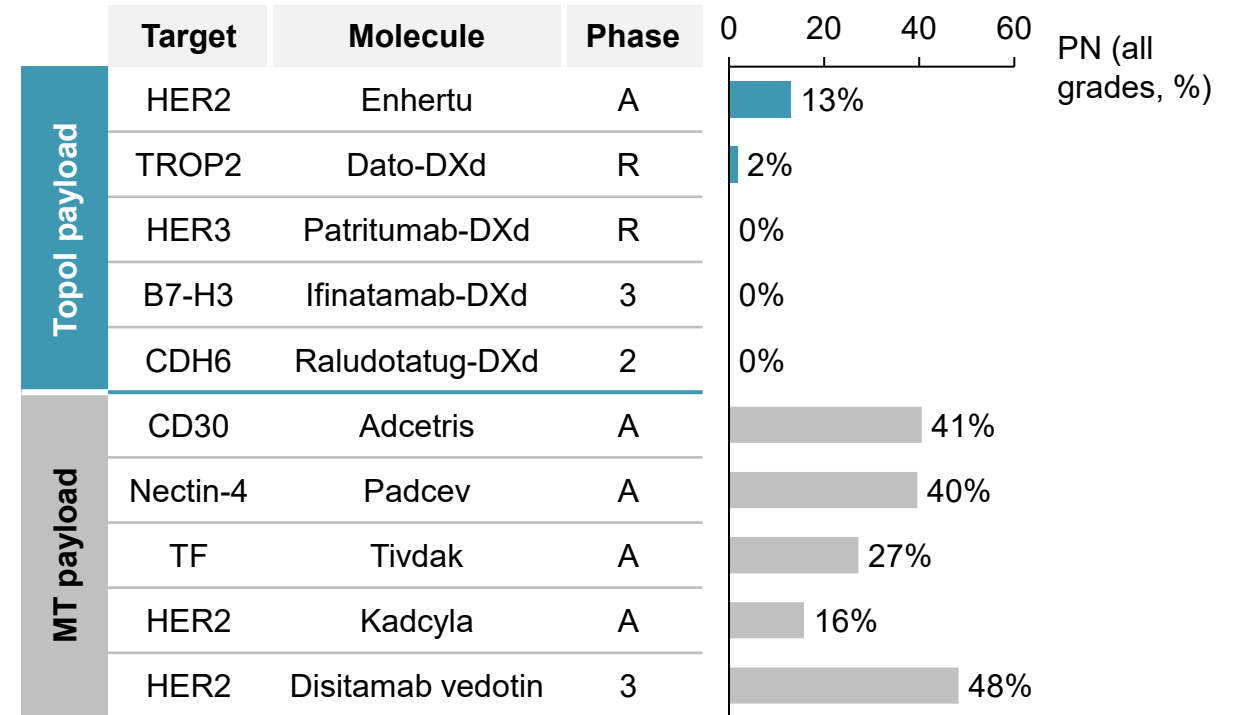 Target Molecule Phase 0 20 40 60
PN (all
grades, %)
TopoI payload
HER2 Enhertu A 13%
TROP2 Dato-DXd R 2%
HER3 Patritumab-DXd R 0%
B7-H3 Ifinatamab-DXd 3 0%
CDH6 Raludotatug-DXd 2 0%
MT payload
CD30 Adcetris A 41%
Nectin-4 Padcev A 40%
TF Tivdak A 27%
HER2 Kadcyla A 16%
HER2 Disitamab vedotin 3 48%